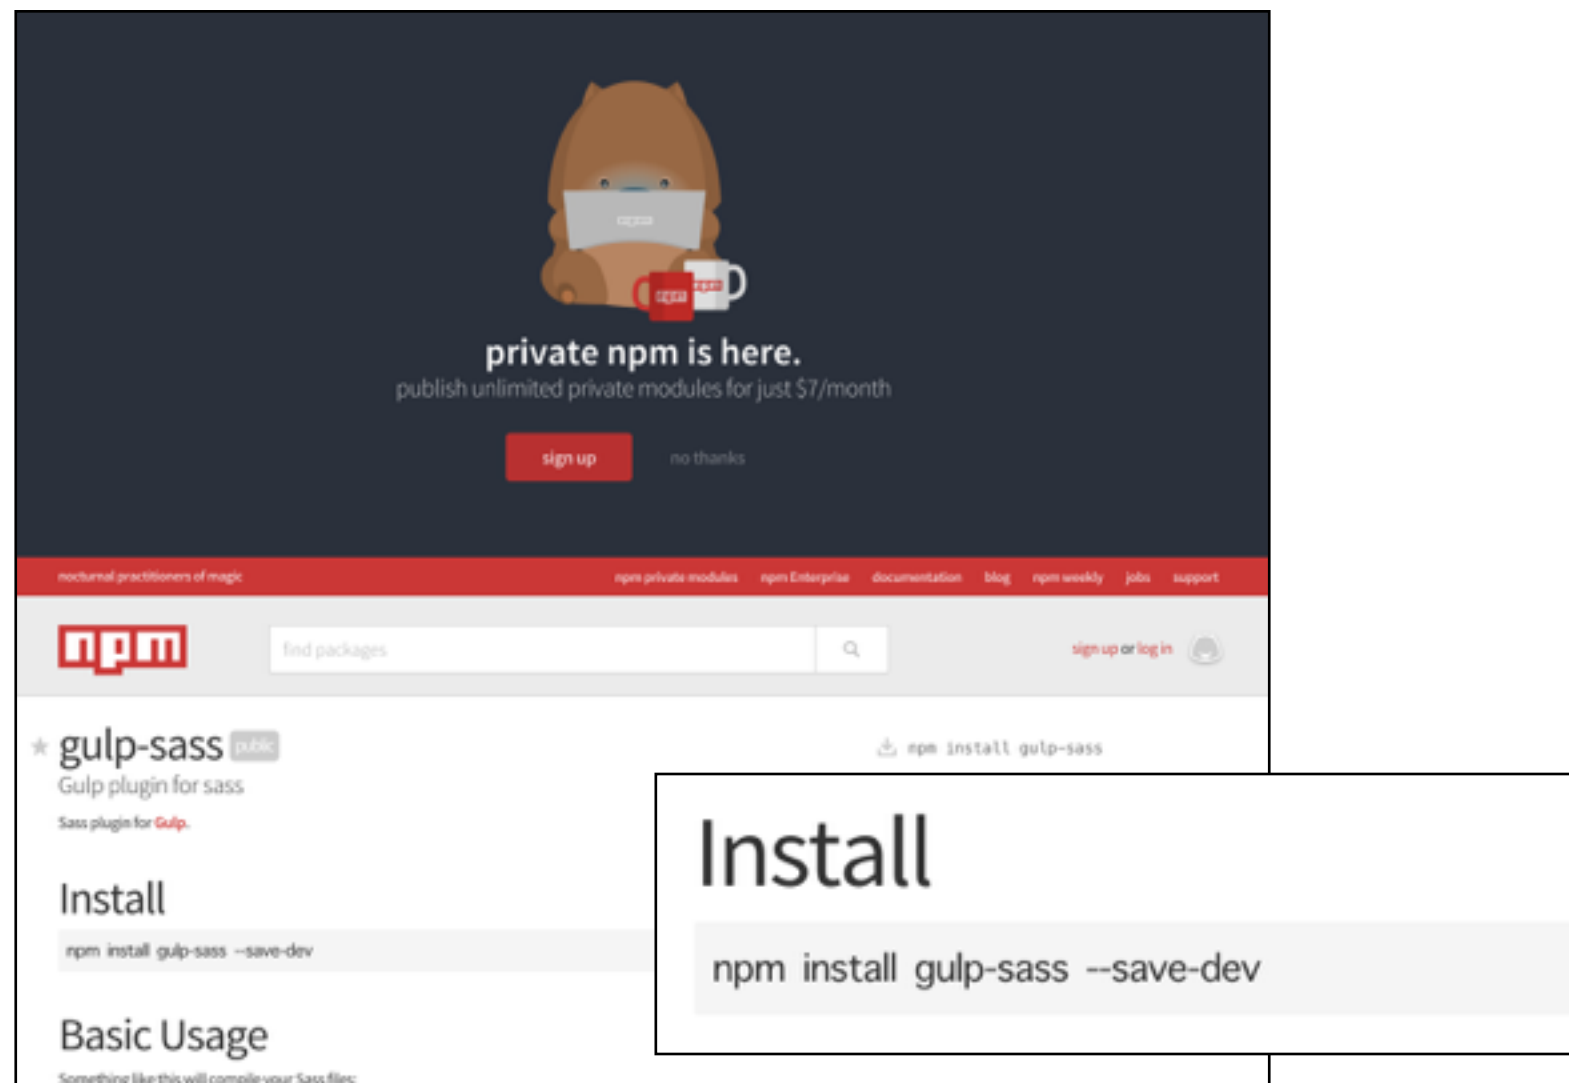 npm
npm npm
private npm is here.
publish unlimited private modules for just $7/month
sign up no thanks
nocturnal practitioners of magic npm private modules npm Enterprise documentation blog npm weekly jobs support
npm find packages sign up or log in
gulp-sass public npm install gulp-sass
Gulp plugin for sass
Sass plugin for Gulp.
Install
npm install gulp-sass --save-dev
Basic Usage
Something like this will compile your Sass files:
Install
npm install gulp-sass --save-dev